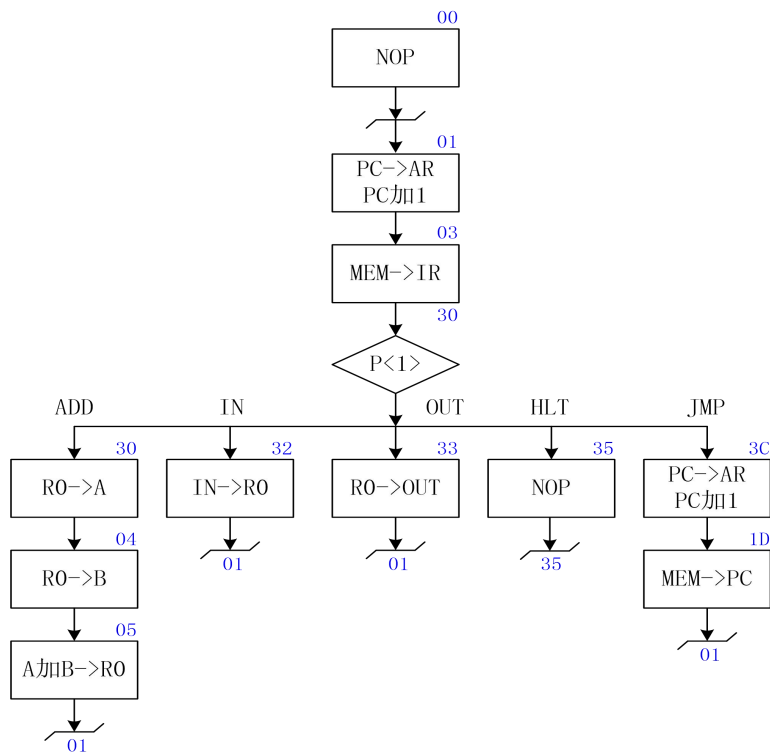 00
NOP
01
PC->AR
PC加1
03
MEM->IR
30
P<1>
ADD IN OUT HLT JMP
30 32 33 35 3C
R0->A IN->R0 R0->OUT NOP PC->AR
PC加1
04 01 01 35 1D
R0->B MEM->PC
05
A加B->R0 01
01